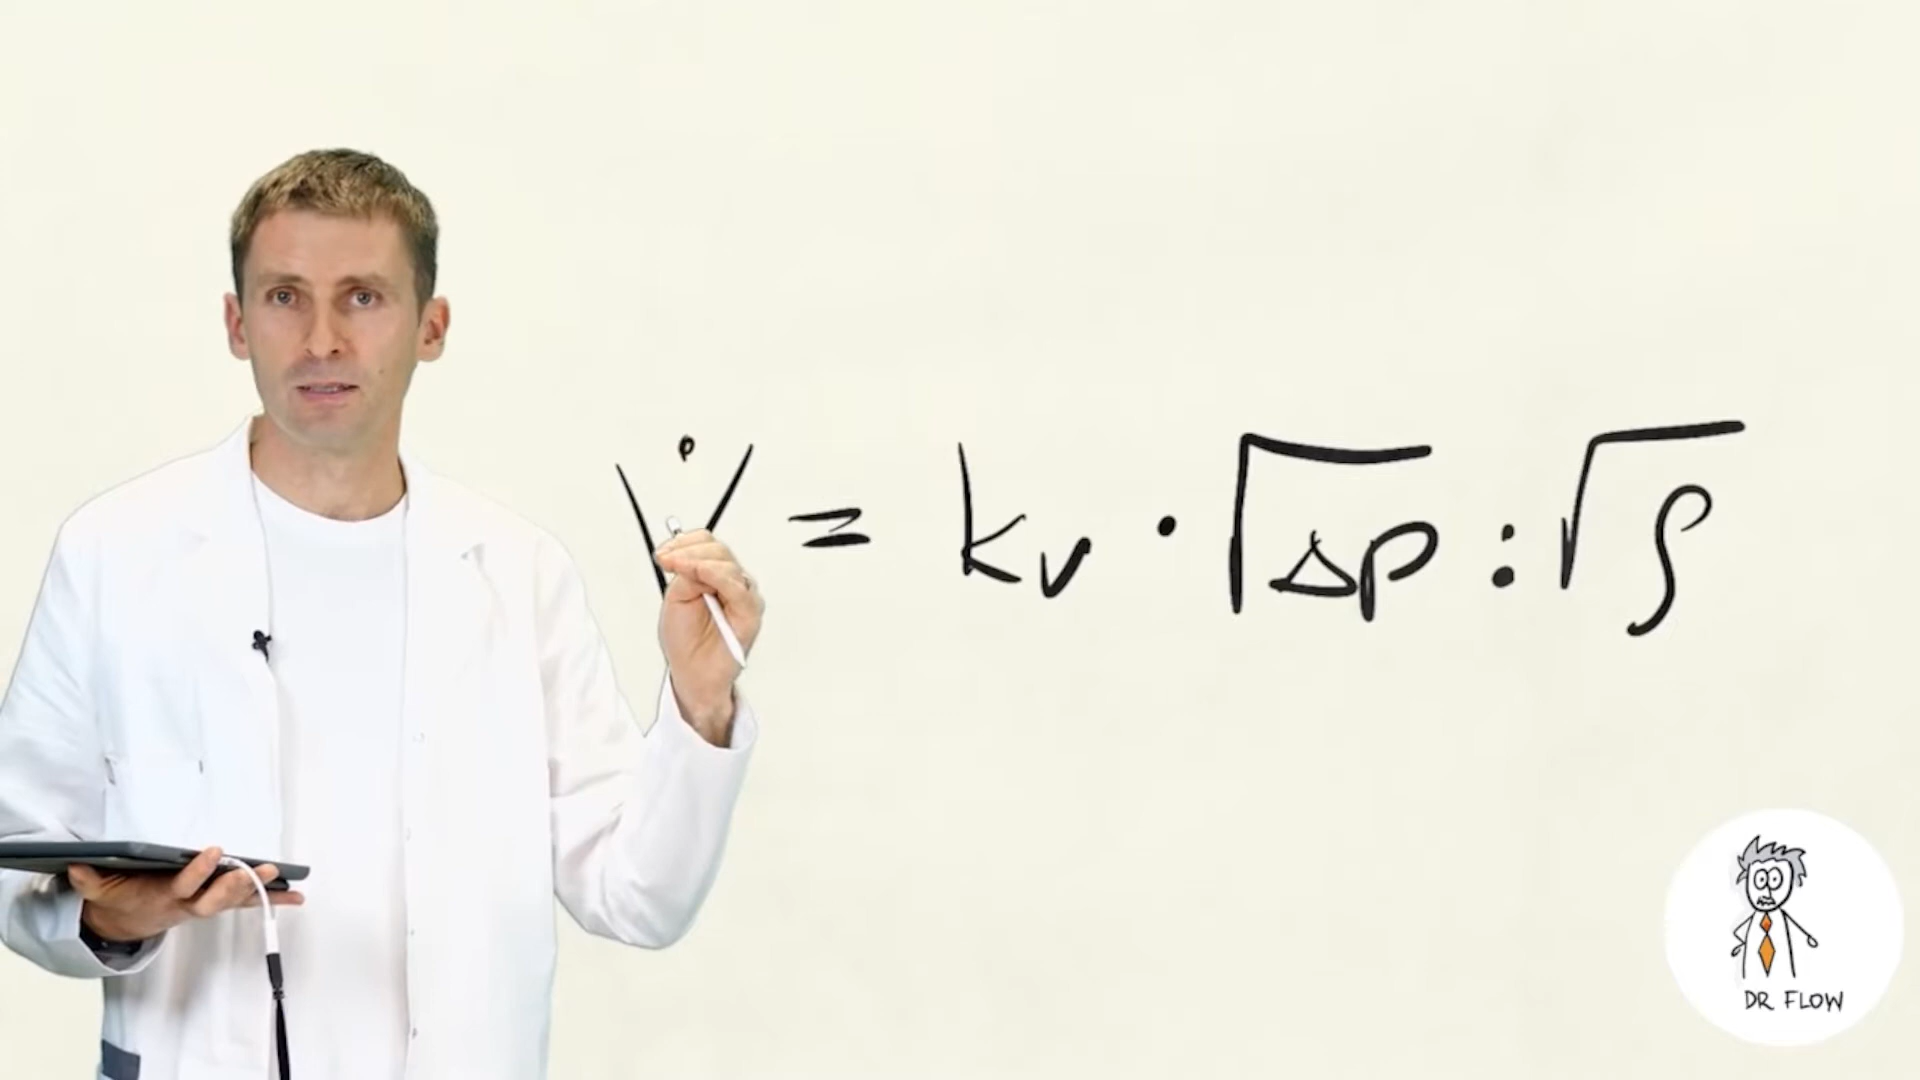 V̇ = kv · √Δp : √ρ
DR FLOW